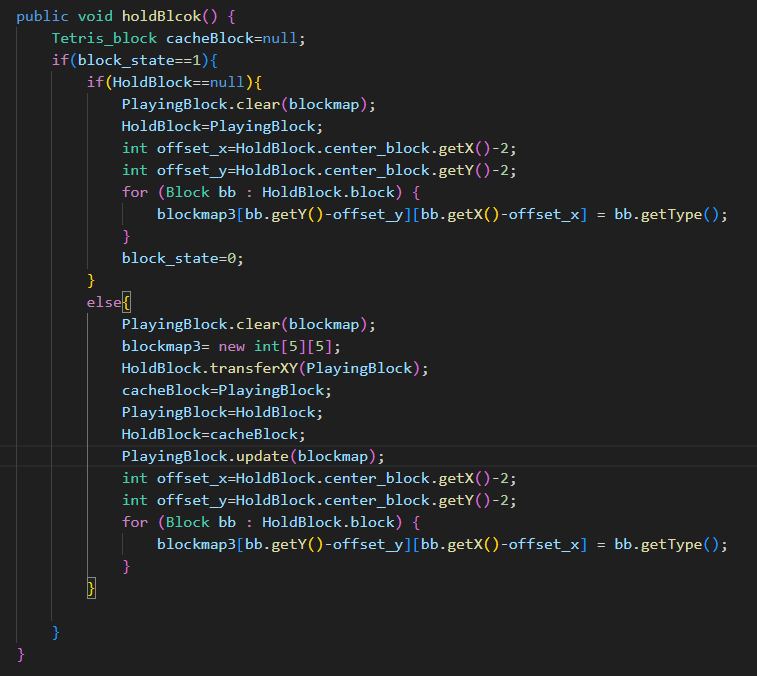 public void holdBlcok() {
    Tetris_block cacheBlock=null;
    if(block_state==1){
        if(HoldBlock==null){
            PlayingBlock.clear(blockmap);
            HoldBlock=PlayingBlock;
            int offset_x=HoldBlock.center_block.getX()-2;
            int offset_y=HoldBlock.center_block.getY()-2;
            for (Block bb : HoldBlock.block) {
                blockmap3[bb.getY()-offset_y][bb.getX()-offset_x] = bb.getType();
            }
            block_state=0;
        }
        else{
            PlayingBlock.clear(blockmap);
            blockmap3= new int[5][5];
            HoldBlock.transferXY(PlayingBlock);
            cacheBlock=PlayingBlock;
            PlayingBlock=HoldBlock;
            HoldBlock=cacheBlock;
            PlayingBlock.update(blockmap);
            int offset_x=HoldBlock.center_block.getX()-2;
            int offset_y=HoldBlock.center_block.getY()-2;
            for (Block bb : HoldBlock.block) {
                blockmap3[bb.getY()-offset_y][bb.getX()-offset_x] = bb.getType();
            }
        }

    }
}